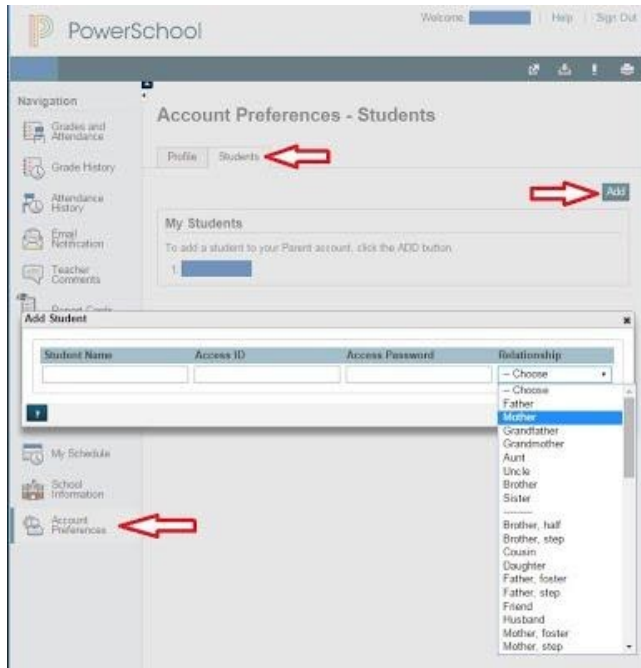 PowerSchool
Welcome, Help Sign Out
Navigation
Grades and
Attendance
Grade History
Attendance
History
Email
Notification
Teacher
Comments
Report Cards
My Schedule
School
Information
Account
Preferences
Account Preferences - Students
Profile Students
Add
My Students
To add a student to your Parent account, click the ADD button.
1.
Add Student
Student Name Access ID Access Password Relationship
-- Choose
-- Choose
Father
Mother
Grandfather
Grandmother
Aunt
Uncle
Brother
Sister
---------
Brother, half
Brother, step
Cousin
Daughter
Father, foster
Father, step
Friend
Husband
Mother, foster
Mother, step